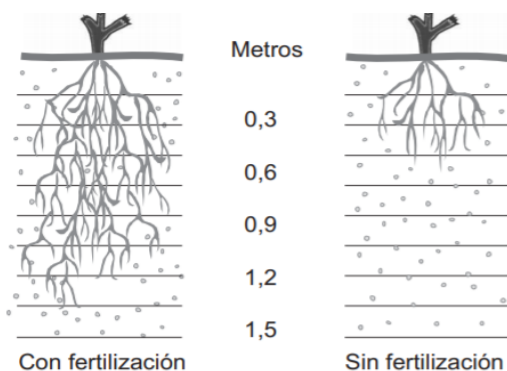 Metros
0,3
0,6
0,9
1,2
1,5
Con fertilización
Sin fertilización